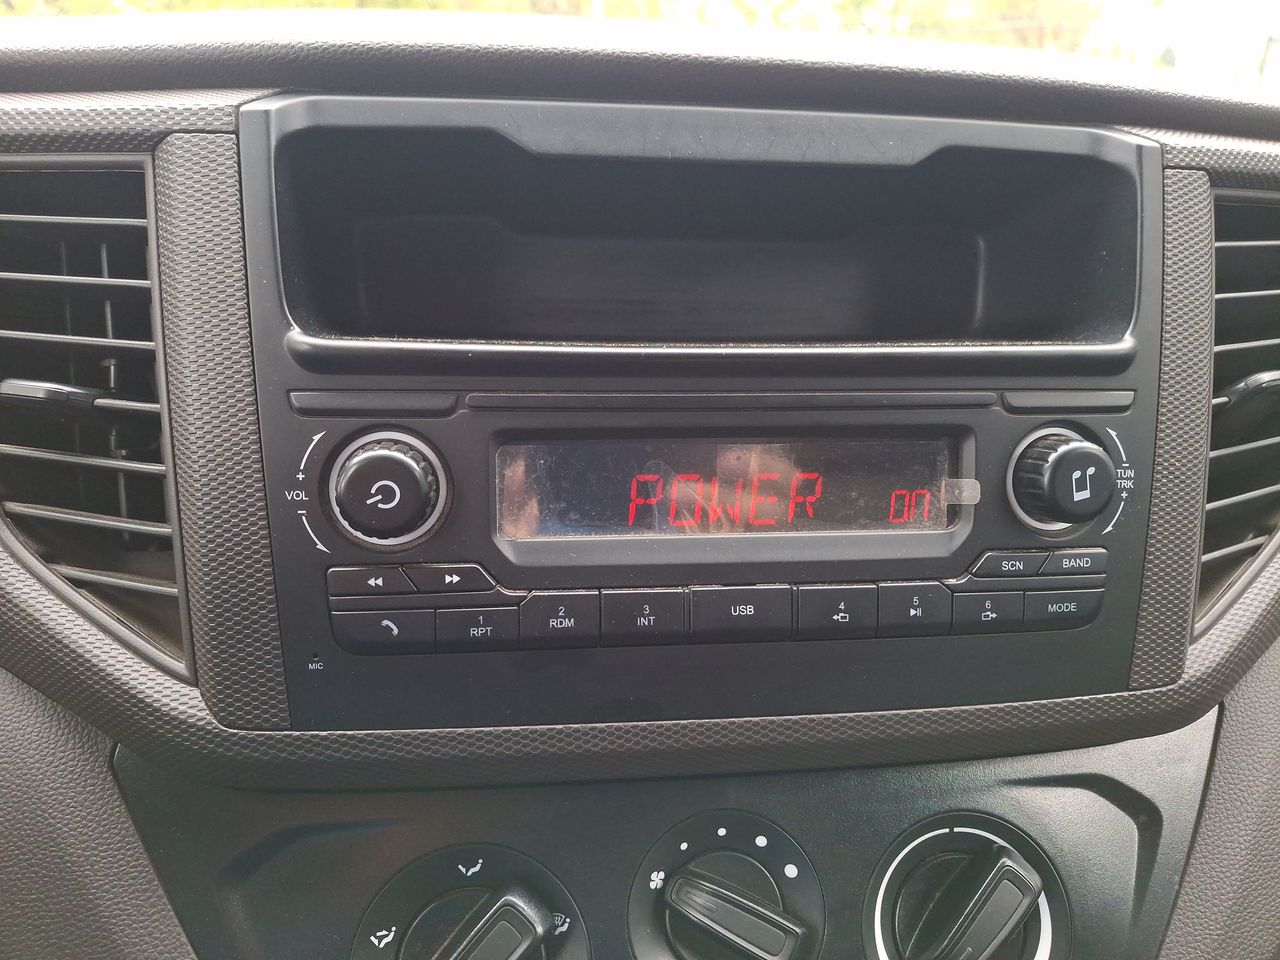 POWER ON
+
VOL
-
-
TUN
TRK
+
SCN
BAND
1
RPT
2
RDM
3
INT
USB
4
5
6
MODE
MIC